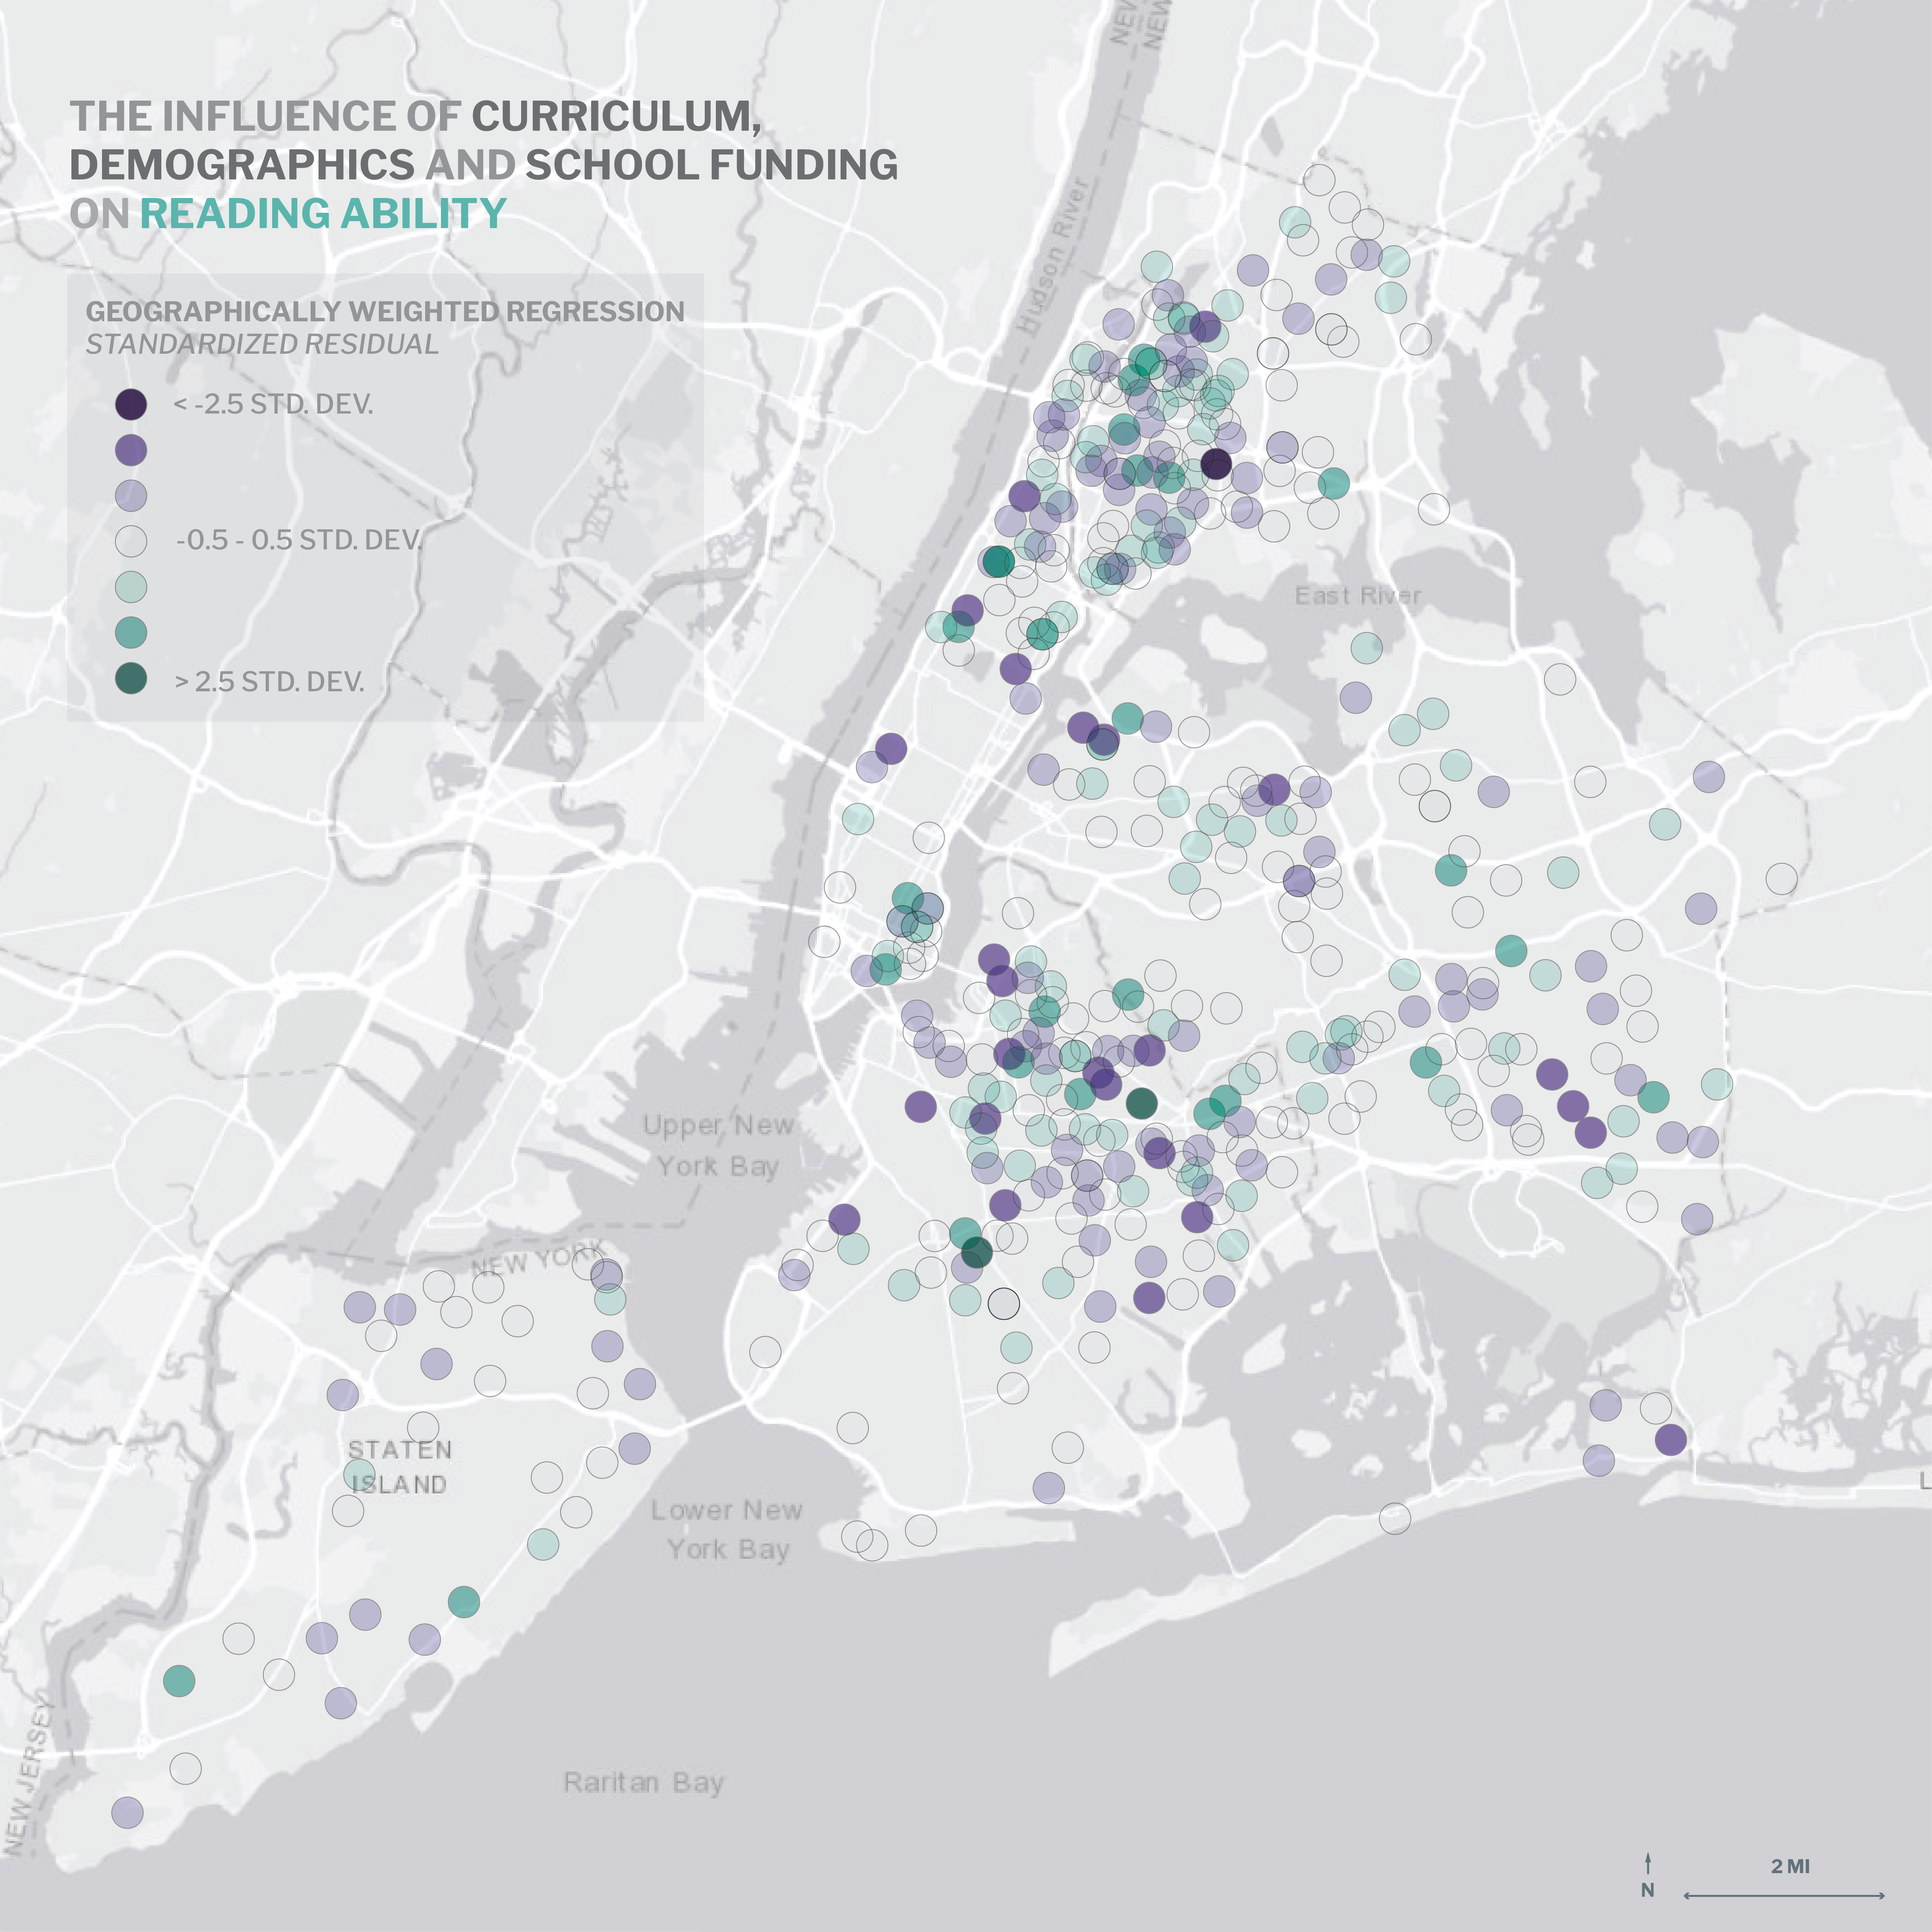 THE INFLUENCE OF CURRICULUM,
DEMOGRAPHICS AND SCHOOL FUNDING
ON READING ABILITY
GEOGRAPHICALLY WEIGHTED REGRESSION
STANDARDIZED RESIDUAL
< -2.5 STD. DEV.
-0.5 - 0.5 STD. DEV.
> 2.5 STD. DEV.
Hudson River
East River
Upper New
York Bay
NEW YORK
STATEN
ISLAND
Lower New
York Bay
Raritan Bay
NEW JERSEY
2 MI
N